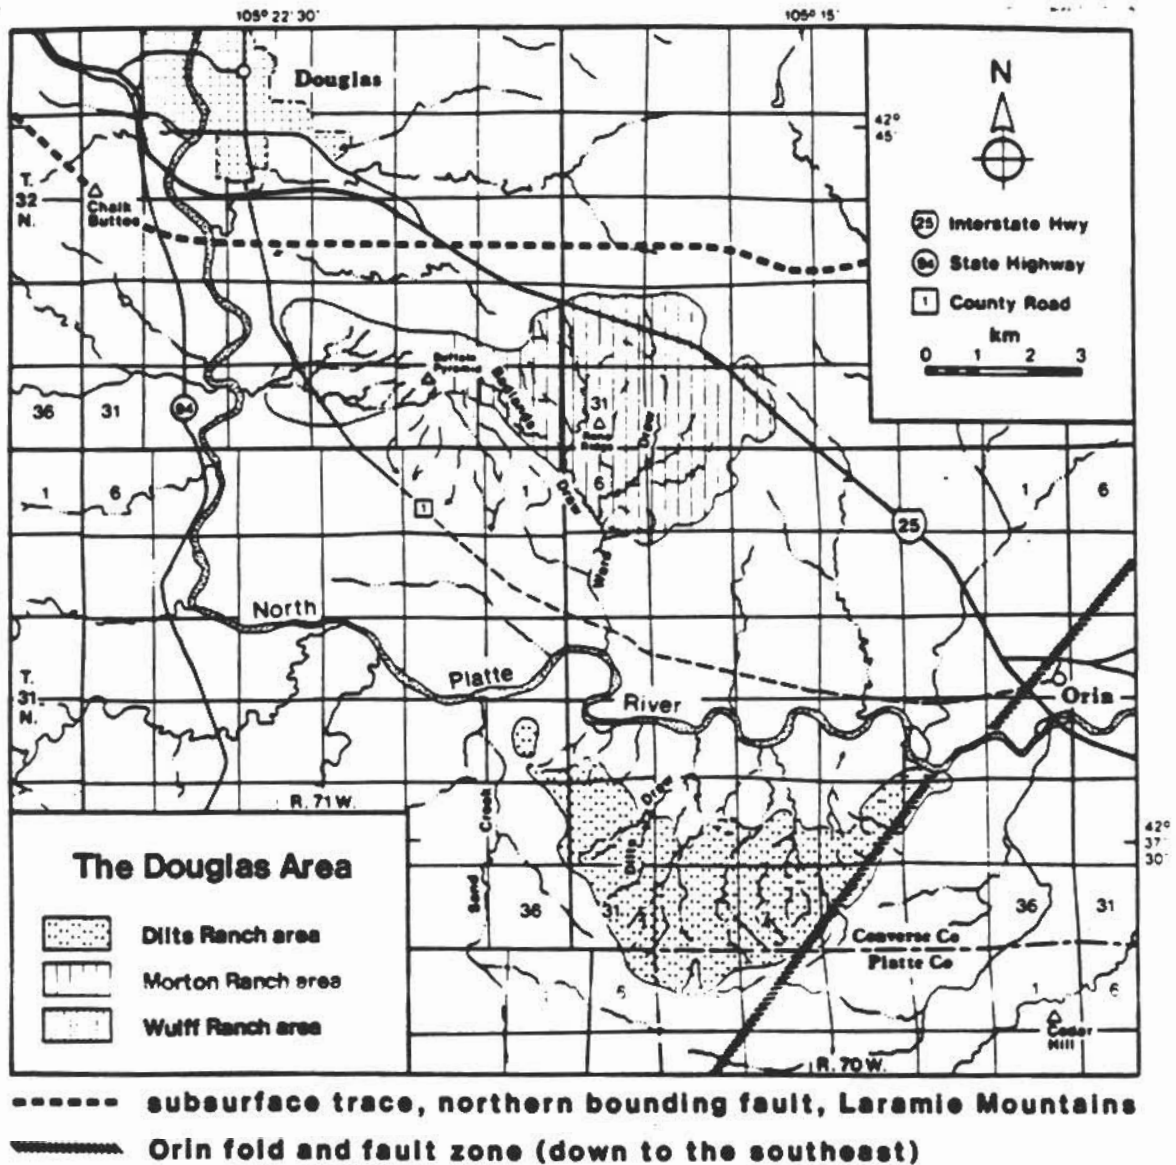 105° 22' 30"
105° 15'
Douglas
N
42°
45'
T.
32
N.
Chalk
Buttes
25 Interstate Hwy
94 State Highway
1 County Road
km
0 1 2 3
Buffalo
Pyramid
Badlands
Draw
36
31
94
31
Draw
1
6
1
6
1
1
6
25
Ward
North
Platte
River
T.
31
N.
Orin
R. 71 W.
Sand Creek
Dilts Draw
42°
37'
30"
36
31
36
31
Converse Co
Platte Co
6
1
6
Cedar
Hill
R. 70 W.
The Douglas Area
Dilts Ranch area
Morton Ranch area
Wulff Ranch area
subsurface trace, northern bounding fault, Laramie Mountains
Orin fold and fault zone (down to the southeast)